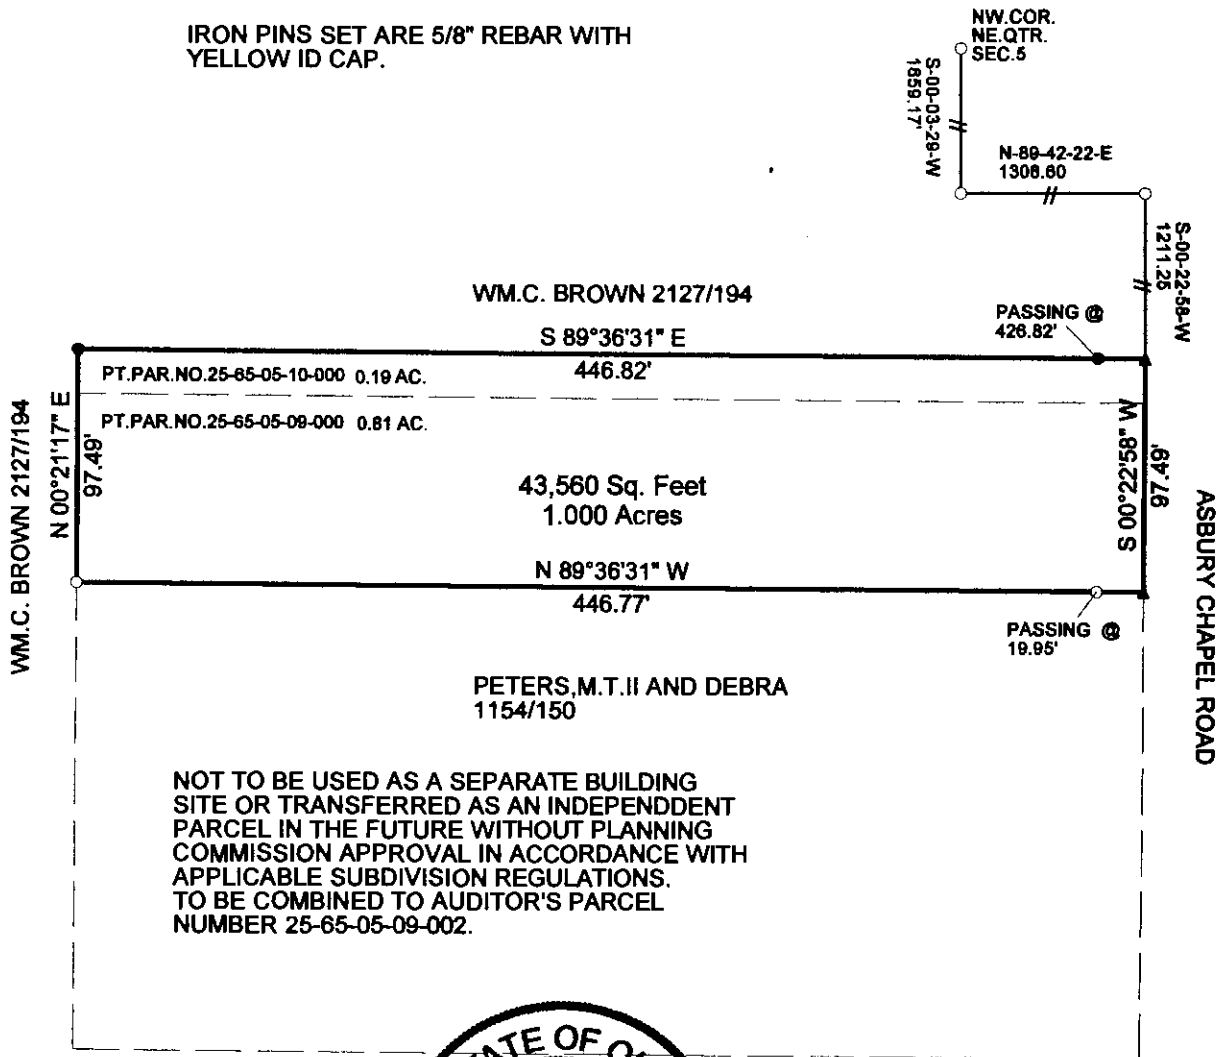 IRON PINS SET ARE 5/8" REBAR WITH
YELLOW ID CAP.
NW.COR.
NE.QTR.
SEC.5
S-00-03-29-W
1659.17'
N-89-42-22-E
1306.60
S-00-22-58-W
1211.25
WM.C. BROWN 2127/194
PASSING @
426.82'
S 89°36'31" E
446.82'
PT.PAR.NO.25-65-05-10-000 0.19 AC.
PT.PAR.NO.25-65-05-09-000 0.81 AC.
WM.C. BROWN 2127/194
N 00°21'17" E
97.49'
43,560 Sq. Feet
1.000 Acres
S 00°22'58" W
97.49'
ASBURY CHAPEL ROAD
N 89°36'31" W
446.77'
PASSING @
19.95'
PETERS,M.T.II AND DEBRA
1154/150
NOT TO BE USED AS A SEPARATE BUILDING
SITE OR TRANSFERRED AS AN INDEPENDDENT
PARCEL IN THE FUTURE WITHOUT PLANNING
COMMISSION APPROVAL IN ACCORDANCE WITH
APPLICABLE SUBDIVISION REGULATIONS.
TO BE COMBINED TO AUDITOR'S PARCEL
NUMBER 25-65-05-09-002.
OF